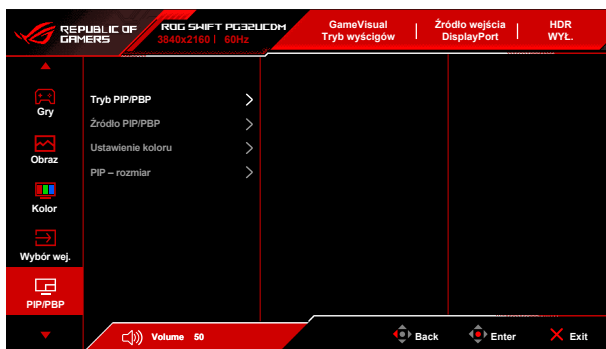 REPUBLIC OF
GAMERS
ROG SWIFT PG32UCDM
3840x2160 | 60Hz
GameVisual
Tryb wyścigów
Źródło wejścia
DisplayPort
HDR
WYŁ.
Gry
Obraz
Kolor
Wybór wej.
PIP/PBP
Tryb PIP/PBP
Źródło PIP/PBP
Ustawienie koloru
PIP – rozmiar
Volume 50
Back
Enter
Exit